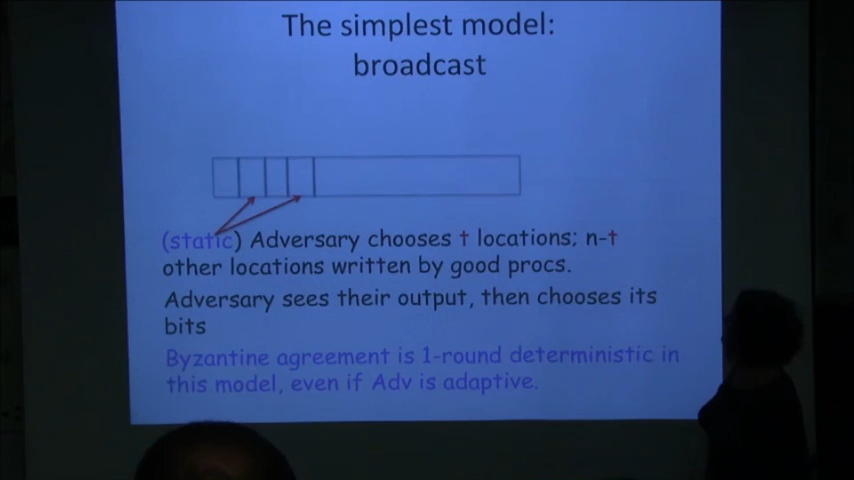 The simplest model:
broadcast
(static) Adversary chooses t locations; n-t
other locations written by good procs.
Adversary sees their output, then chooses its
bits
Byzantine agreement is 1-round deterministic in
this model, even if Adv is adaptive.